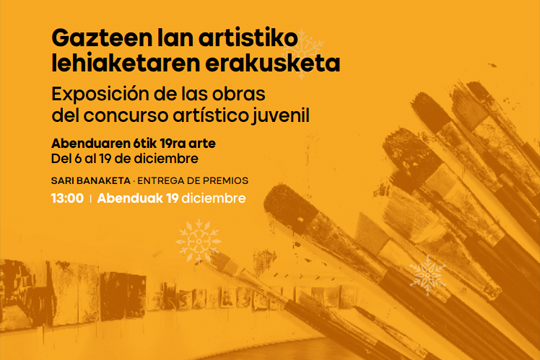 Gazteen lan artistiko
lehiaketaren erakusketa
Exposición de las obras
del concurso artístico juvenil
Abenduaren 6tik 19ra arte
Del 6 al 19 de diciembre
SARI BANAKETA · ENTREGA DE PREMIOS
13:00 | Abenduak 19 diciembre